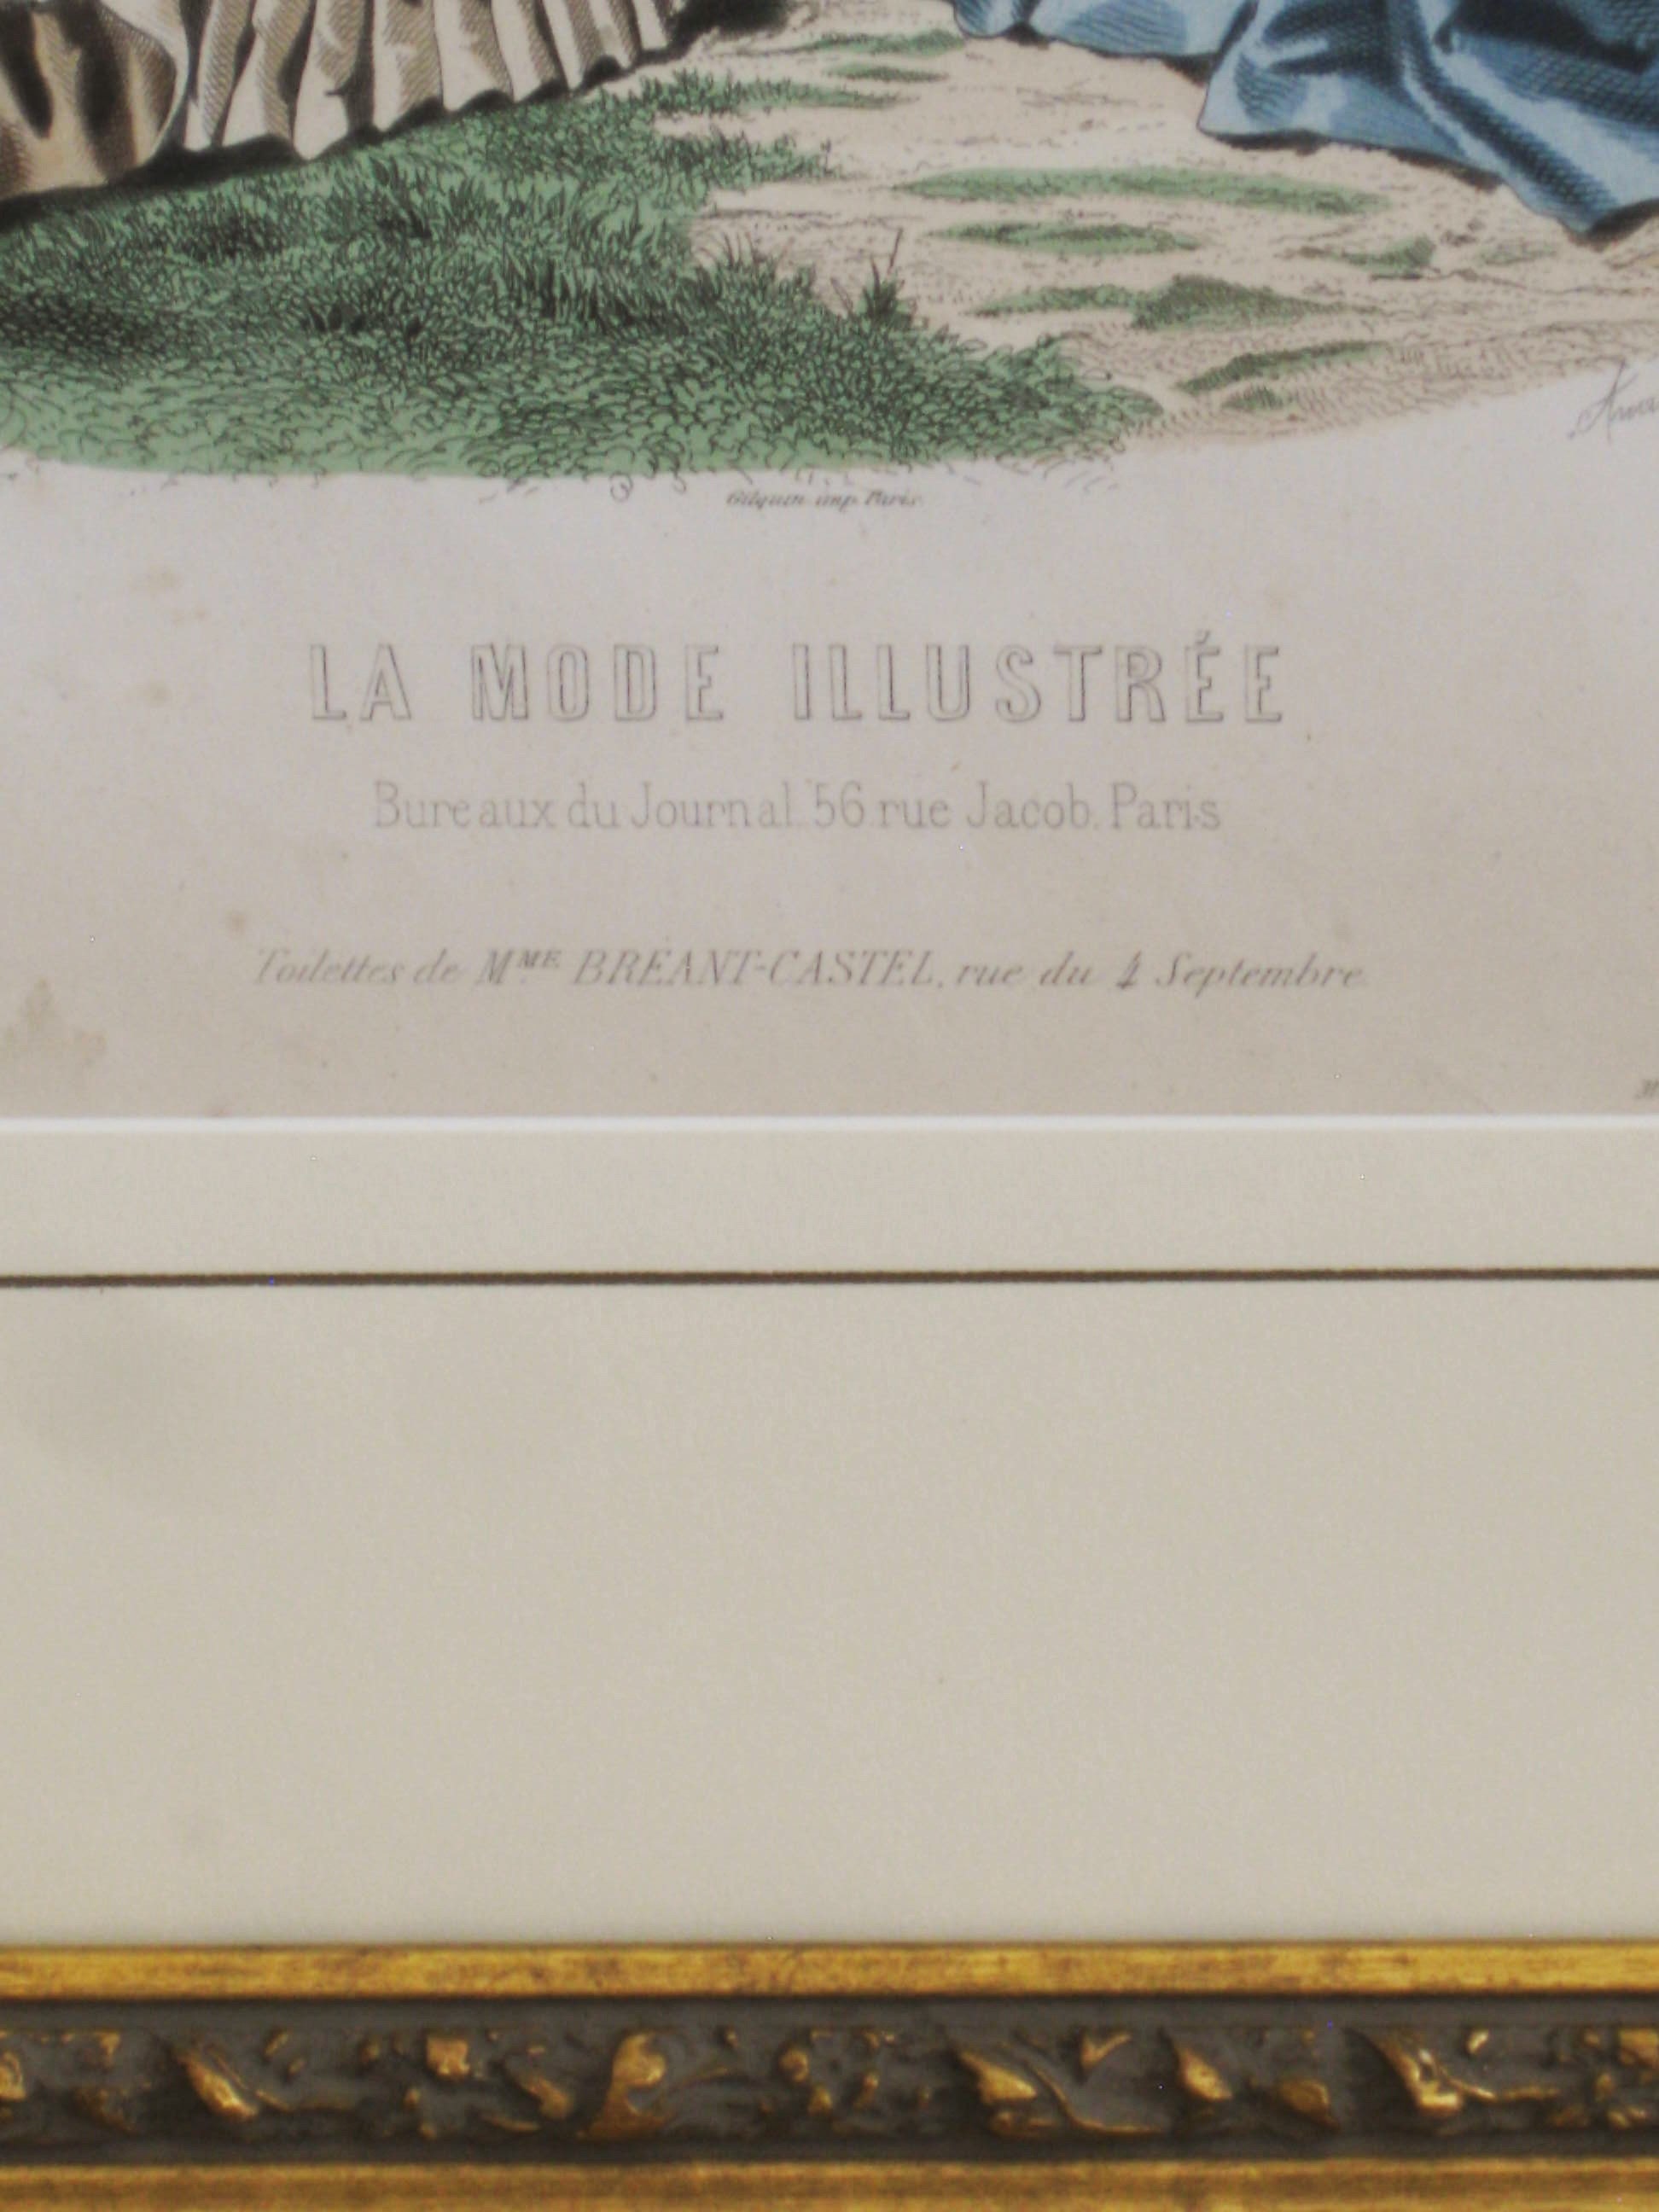 Gilquin imp. Paris.
LA MODE ILLUSTRÉE
Bureaux du Journal. 56 rue Jacob. Paris
Toilettes de MME BRÉANT-CASTEL, rue du 4 Septembre